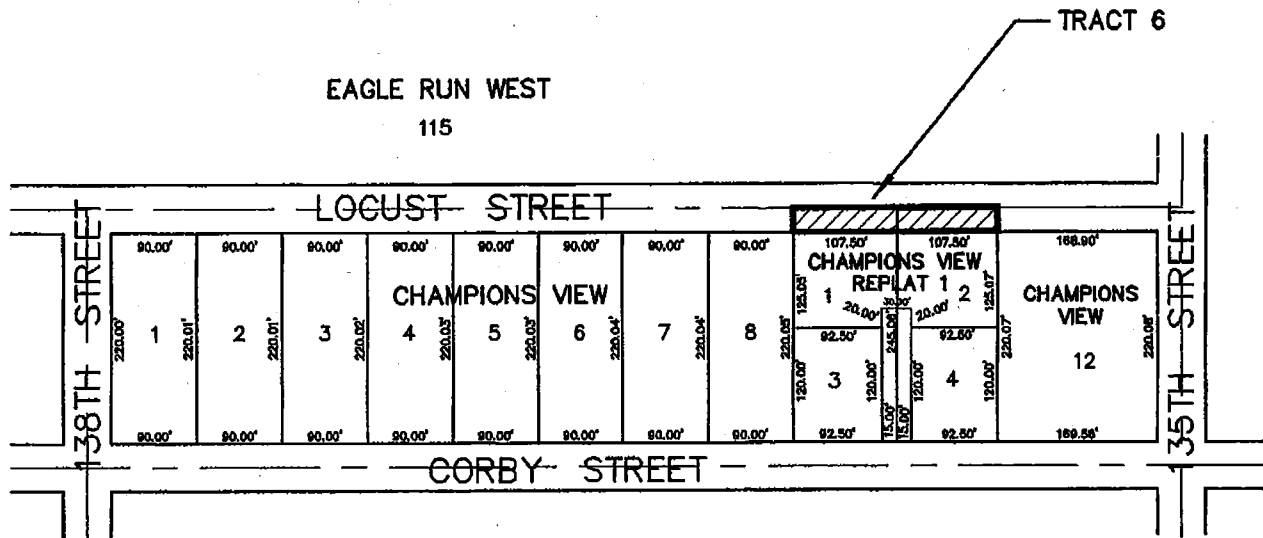 TRACT 6
EAGLE RUN WEST
115
LOCUST STREET
138TH STREET
135TH STREET
90.00' 90.00' 90.00' 90.00' 90.00' 90.00' 90.00' 90.00' 107.50' 107.50' 168.90'
CHAMPIONS VIEW
REPLAT 1
CHAMPIONS VIEW
CHAMPIONS
VIEW
125.05' 1 2 125.07'
30.00'
20.00' 20.00'
245.06'
220.00' 1 220.01' 2 220.01' 3 220.02' 4 220.03' 5 220.03' 6 220.04' 7 220.04' 8 220.05' 220.07' 12 220.08'
92.50' 92.50'
120.00' 3 120.00' 120.00' 4 120.00'
15.00' 15.00'
90.00' 90.00' 90.00' 90.00' 90.00' 90.00' 90.00' 90.00' 92.50' 92.50' 169.56'
CORBY STREET